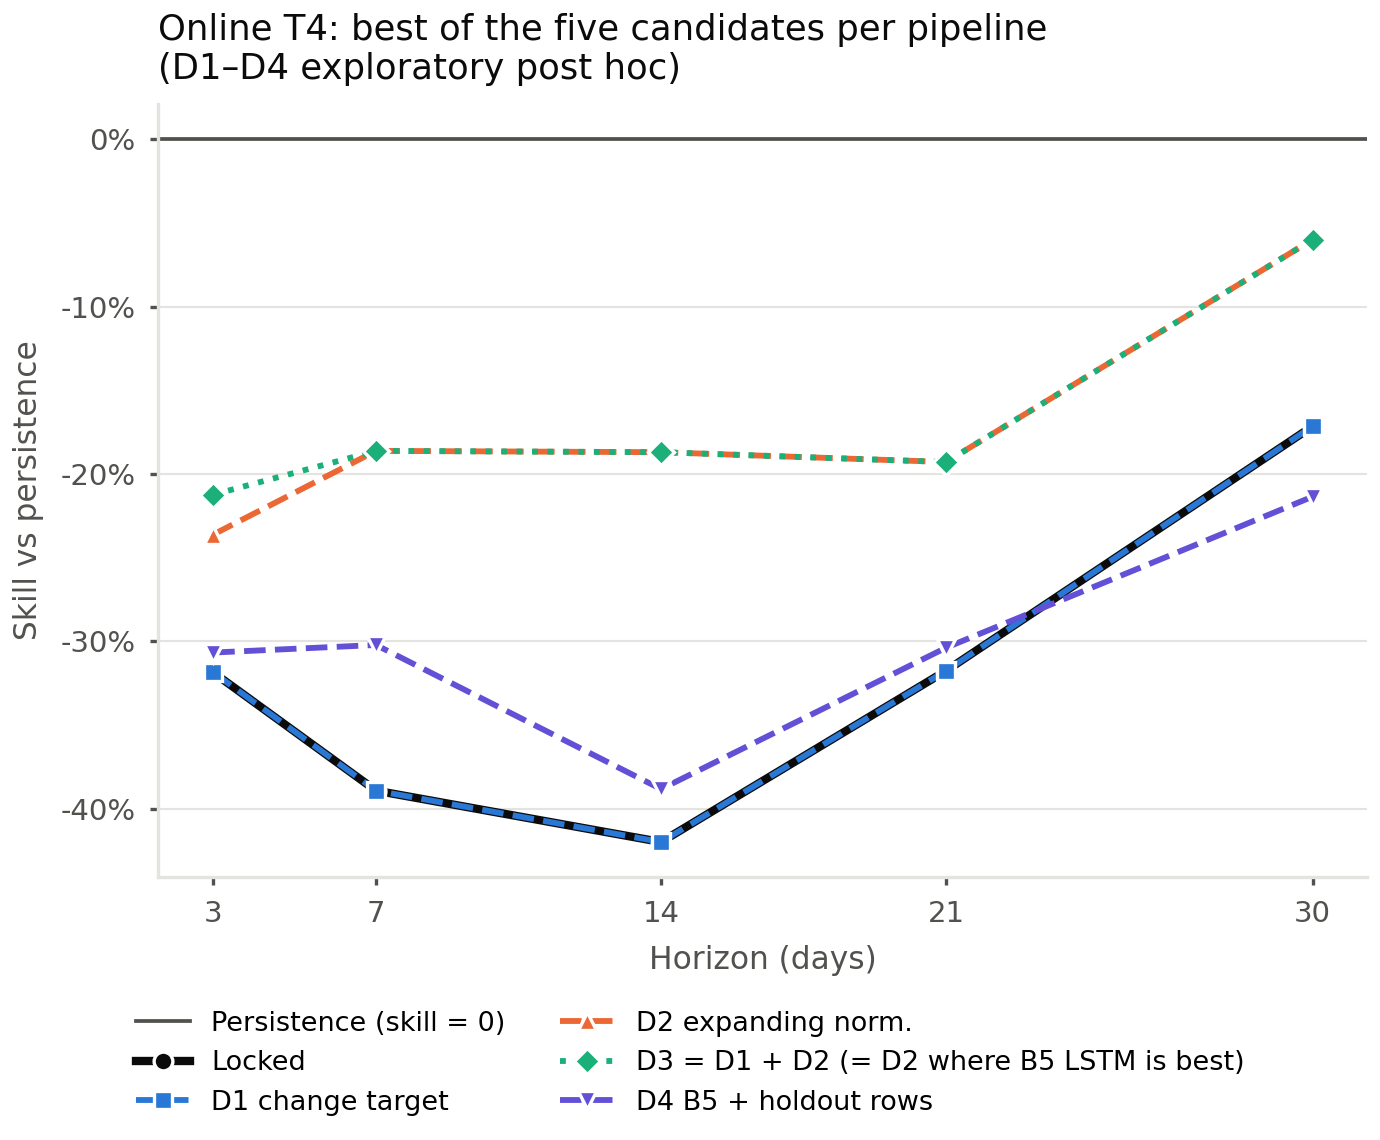 Online T4: best of the five candidates per pipeline
(D1–D4 exploratory post hoc)
0%
-10%
-20%
-30%
-40%
Skill vs persistence
3 7 14 21 30
Horizon (days)
Persistence (skill = 0)
Locked
D1 change target
D2 expanding norm.
D3 = D1 + D2 (= D2 where B5 LSTM is best)
D4 B5 + holdout rows